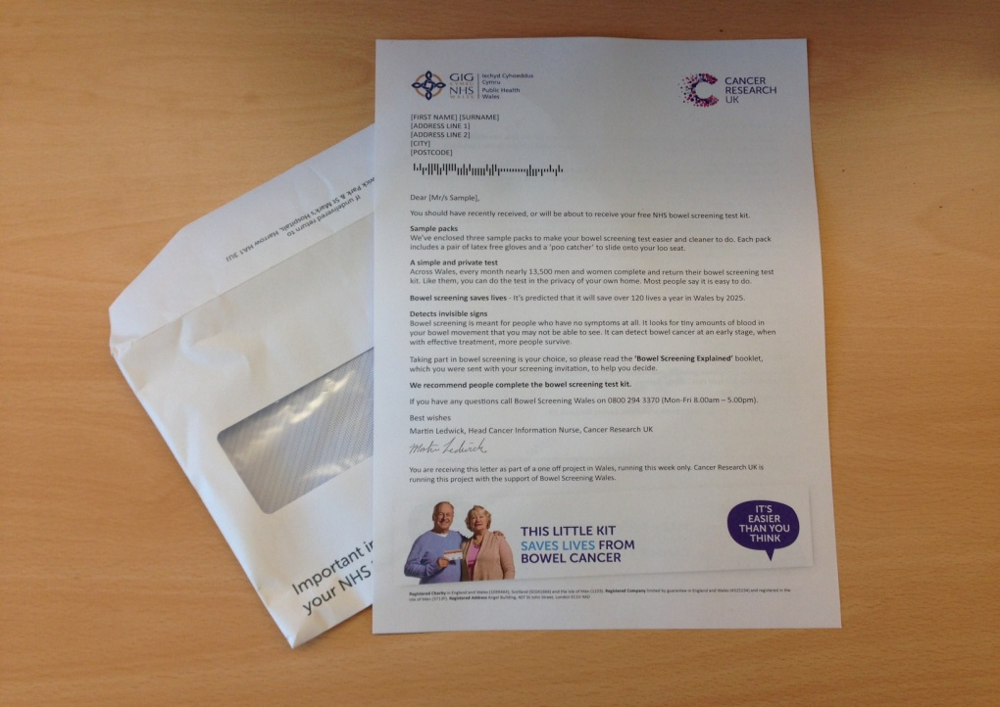 GIG
CYMRU
NHS
WALES
Iechyd Cyhoeddus
Cymru
Public Health
Wales
CANCER
RESEARCH
UK
[FIRST NAME] [SURNAME]
[ADDRESS LINE 1]
[ADDRESS LINE 2]
[CITY]
[POSTCODE]
Dear [Mr/s Sample],
You should have recently received, or will be about to receive your free NHS bowel screening test kit.
Sample packs
We've enclosed three sample packs to make your bowel screening test easier and cleaner to do. Each pack
includes a pair of latex free gloves and a 'poo catcher' to slide onto your loo seat.
A simple and private test
Across Wales, every month nearly 13,500 men and women complete and return their bowel screening test
kit. Like them, you can do the test in the privacy of your own home. Most people say it is easy to do.
Bowel screening saves lives - It's predicted that it will save over 120 lives a year in Wales by 2025.
Detects invisible signs
Bowel screening is meant for people who have no symptoms at all. It looks for tiny amounts of blood in
your bowel movement that you may not be able to see. It can detect bowel cancer at an early stage, when
with effective treatment, more people survive.
Taking part in bowel screening is your choice, so please read the 'Bowel Screening Explained' booklet,
which you were sent with your screening invitation, to help you decide.
We recommend people complete the bowel screening test kit.
If you have any questions call Bowel Screening Wales on 0800 294 3370 (Mon-Fri 8.00am – 5.00pm).
Best wishes
Martin Ledwick, Head Cancer Information Nurse, Cancer Research UK
Martin Ledwick
You are receiving this letter as part of a one off project in Wales, running this week only. Cancer Research UK is
running this project with the support of Bowel Screening Wales.
THIS LITTLE KIT
SAVES LIVES FROM
BOWEL CANCER
IT'S
EASIER
THAN YOU
THINK
Registered Charity in England and Wales (1089464), Scotland (SC041666) and the Isle of Man (1103). Registered Company limited by guarantee in England and Wales (4325234) and registered in the
Isle of Man (5713F). Registered Address Angel Building, 407 St John Street, London EC1V 4AD.
If undelivered return to
wick Park & St Mark's Hospitals, Harrow HA1 3UJ
Important in
your NHS